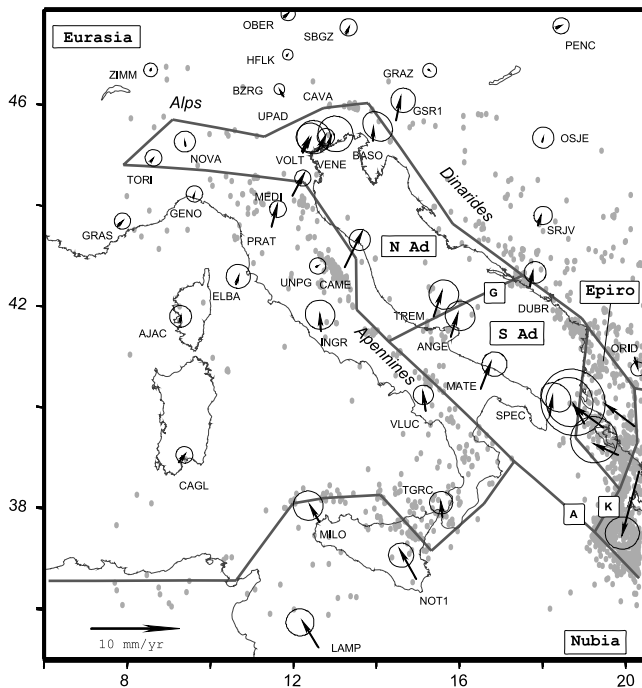 OBER
SBGZ
PENC
Eurasia
HFLK
ZIMM
GRAZ
BŽRG
CAVA
46
Alps
UPAD
GSR1
OSJE
BASO
VOLT
VENE
NOVA
TORI
MEDI
Dinarides
GENO
SRJV
GRAS
PRAT
N Ad
UNPG
CAME
ELBA
G
Epiro
42
TREM
DUBR
AJAC
S Ad
ANGE
INGR
ORID
Apennines
MATE
SPEC
VLUC
CAGL
TGRC
38
K
A
MILO
NOT1
10 mm/yr
LAMP
Nubia
8
12
16
20